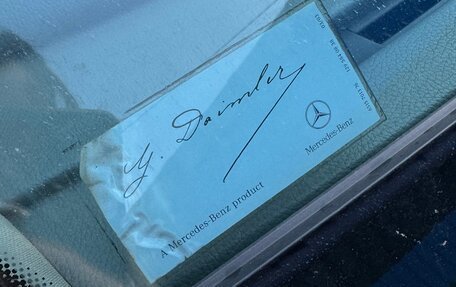 G. Daimler
A Mercedes-Benz product
Mercedes-Benz